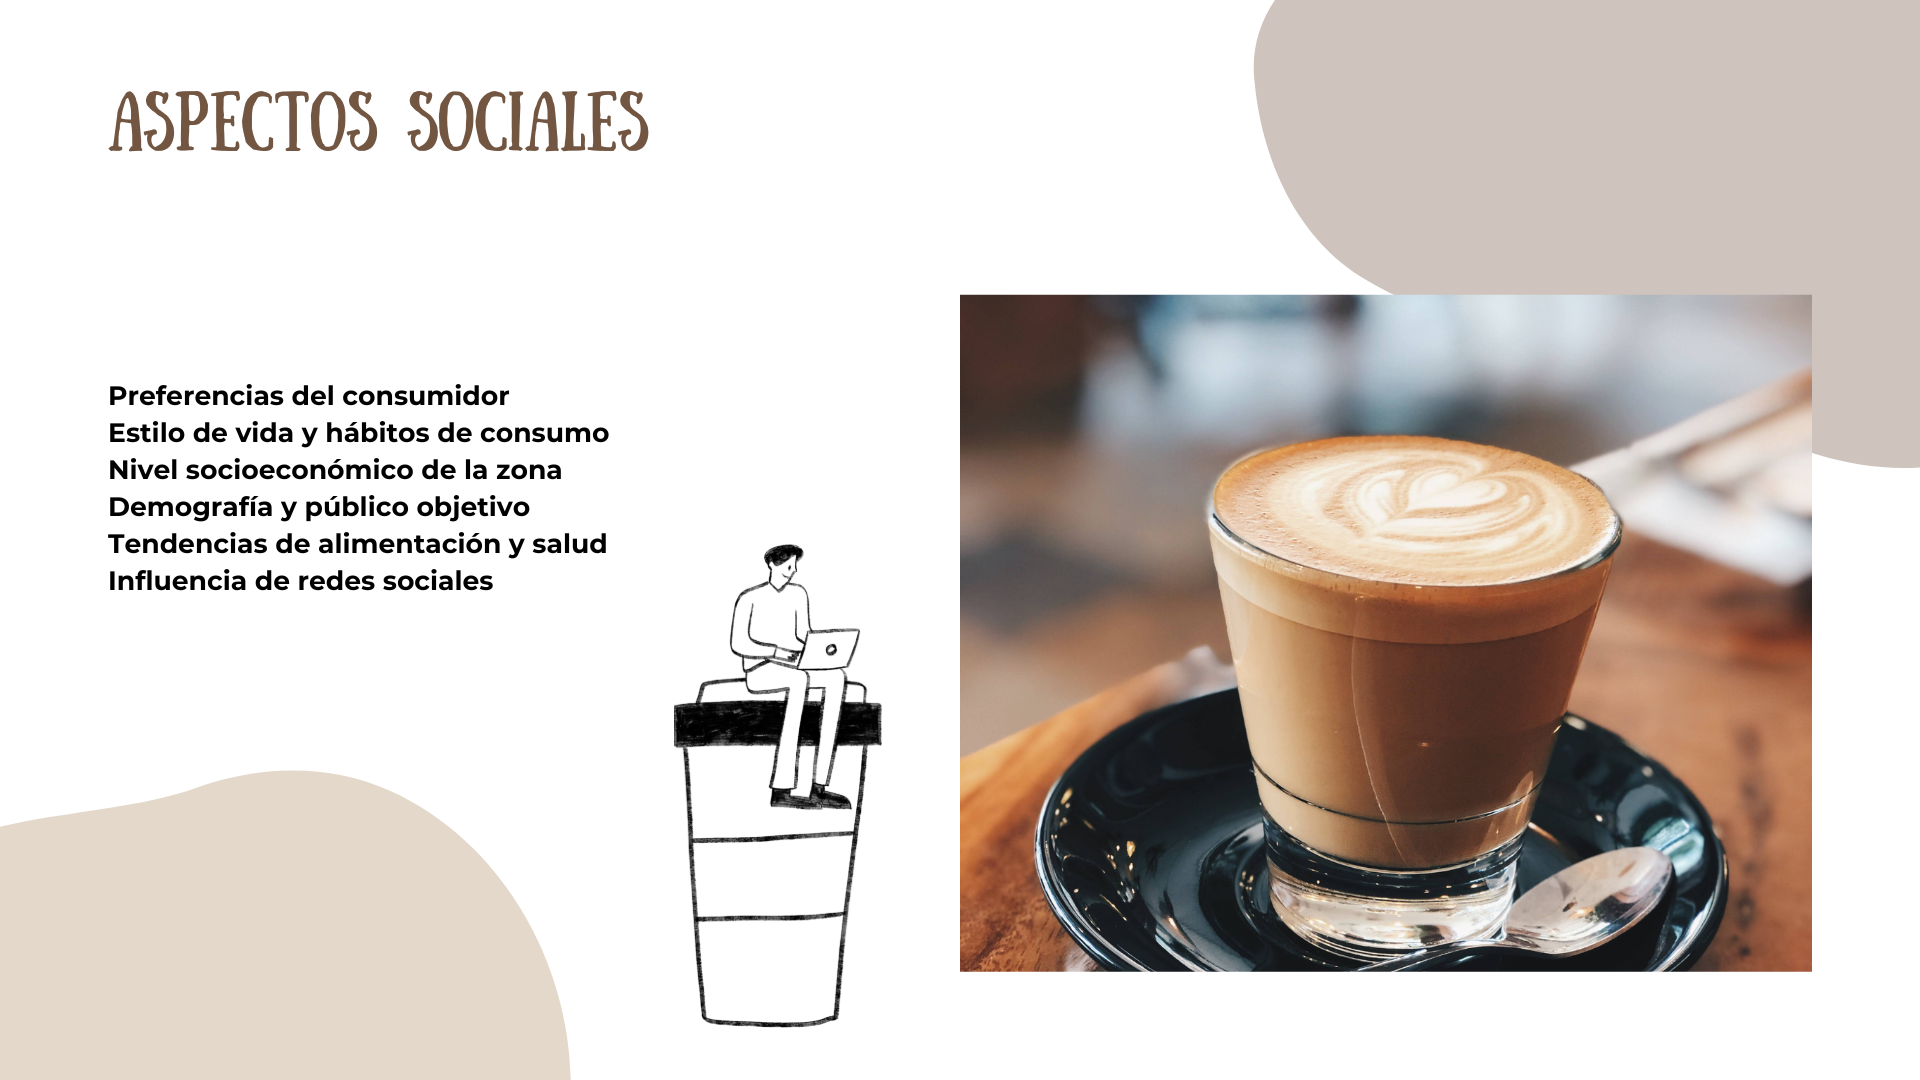 ASPECTOS SOCIALES
Preferencias del consumidor
Estilo de vida y hábitos de consumo
Nivel socioeconómico de la zona
Demografía y público objetivo
Tendencias de alimentación y salud
Influencia de redes sociales